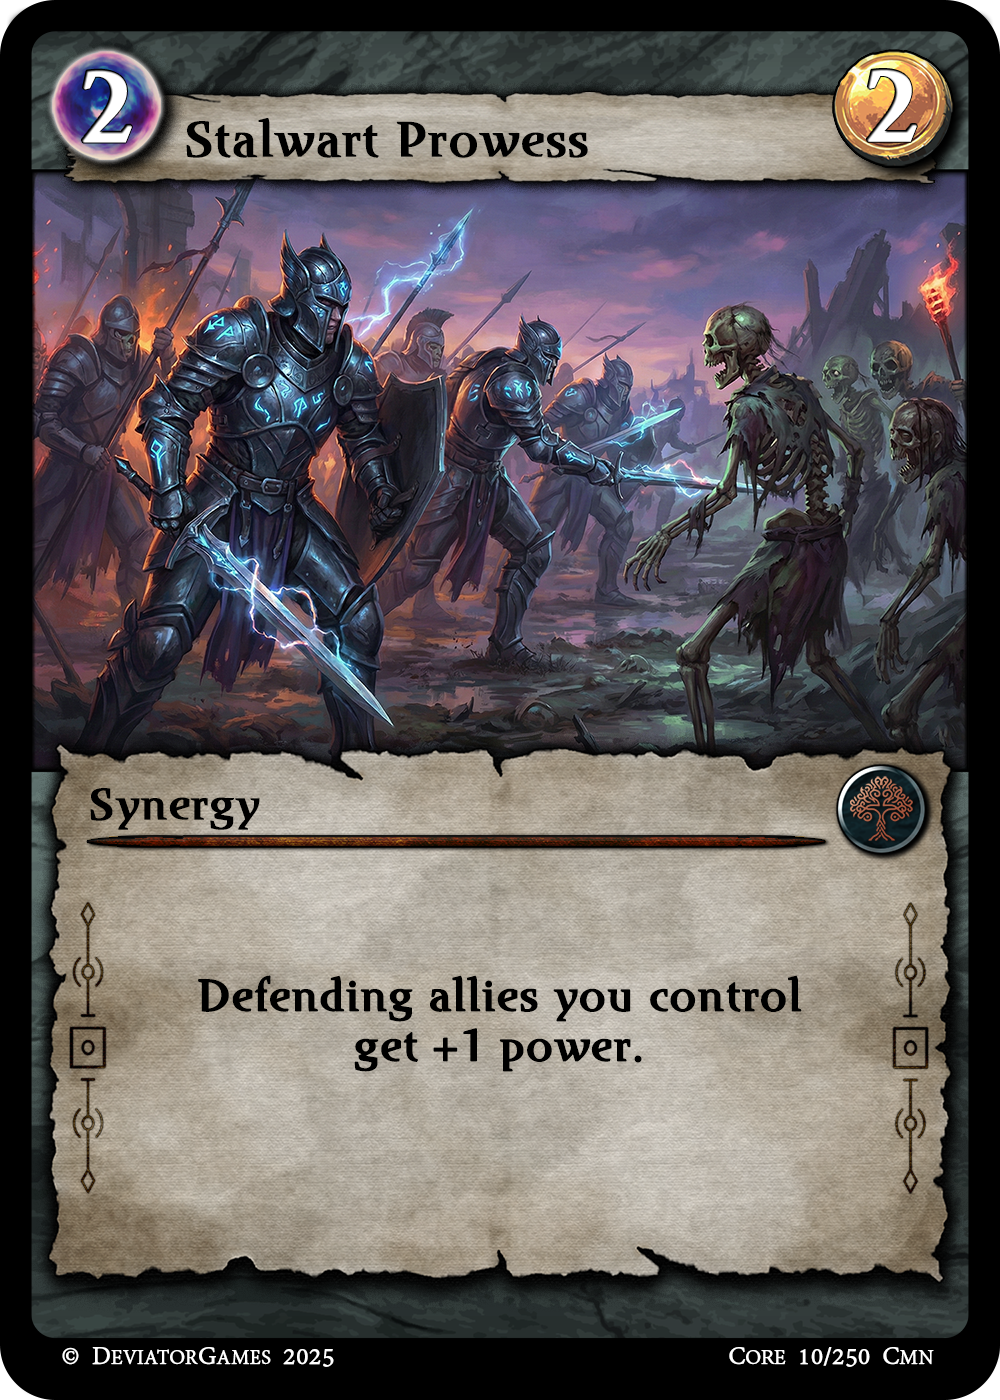 2
Stalwart Prowess
2
Synergy
Defending allies you control
get +1 power.
© DeviatorGames 2025
Core 10/250 Cmn